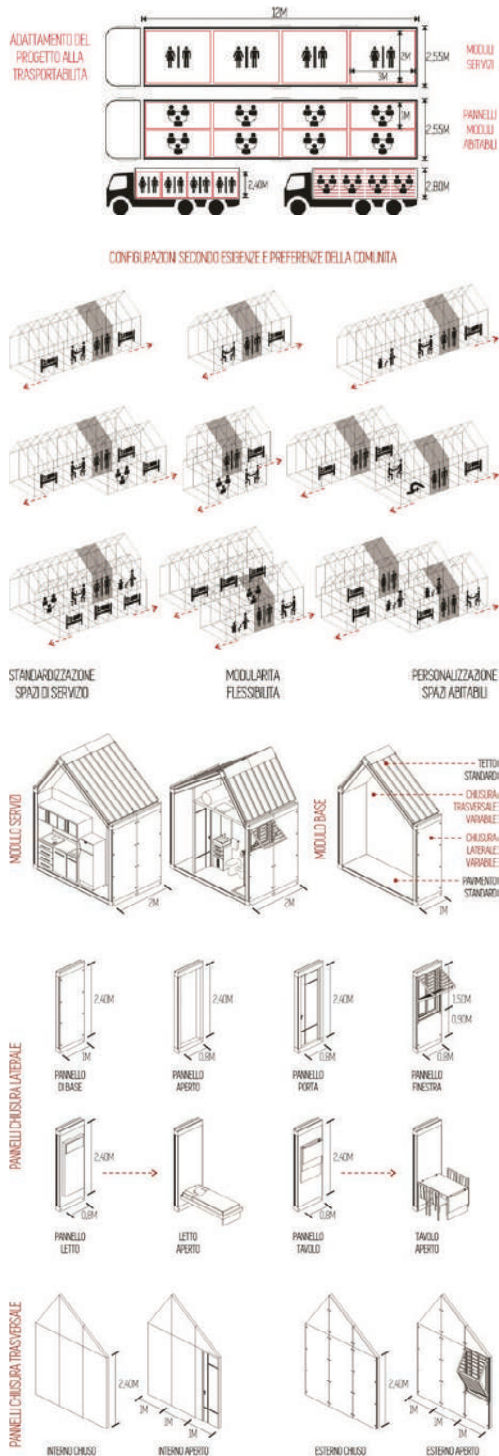 12M
ADATTAMENTO DEL
PROGETTO ALLA
TRASPORTABILITA
2M
3M
2,55M
MODULI
SERVIZI
1M
2,55M
PANNELLI
MODULI
ABITABILI
2,40M
2,80M
CONFIGURAZIONI SECONDO ESIGENZE E PREFERENZE DELLA COMUNITA
STANDARDIZZAZIONE
SPAZI DI SERVIZIO
MODULARITA
FLESSIBILITA
PERSONALIZZAZIONE
SPAZI ABITABILI
MODULO SERVIZI
2M
2M
MODULO BASE
TETTO
STANDARD
CHIUSURA
TRASVERSALE
VARIABILE
CHIUSURA
LATERALE
VARIABILE
PAVIMENTO
STANDARD
1M
PANNELLI CHIUSURA LATERALE
2,40M
1M
PANNELLO
DI BASE
2,40M
0,8M
PANNELLO
APERTO
2,40M
0,8M
PANNELLO
PORTA
1,50M
0,90M
0,8M
PANNELLO
FINESTRA
2,40M
0,8M
PANNELLO
LETTO
LETTO
APERTO
2,40M
0,8M
PANNELLO
TAVOLO
TAVOLO
APERTO
PANNELLI CHIUSURA TRASVERSALE
2,40M
INTERNO CHIUSO
1M
1M
1M
INTERNO APERTO
2,40M
ESTERNO CHIUSO
1M
1M
1M
ESTERNO APERTO